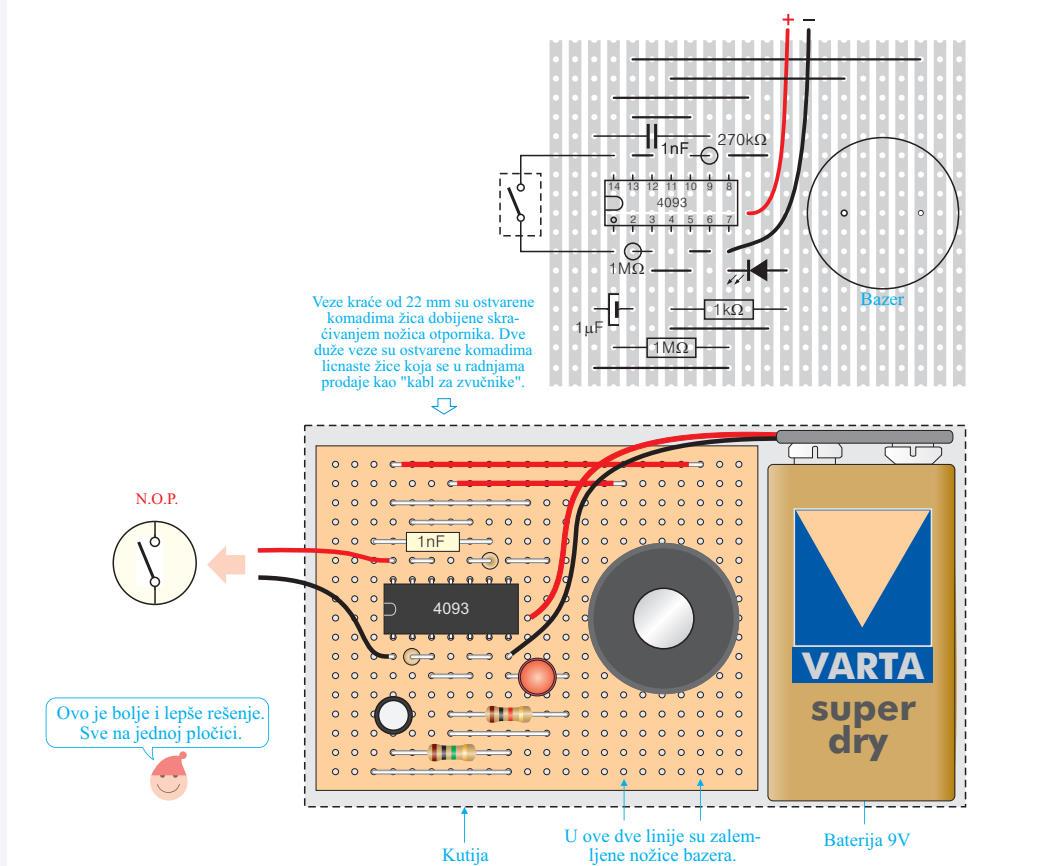 + −
270kΩ
1nF
14 13 12 11 10 9 8
4093
2 3 4 5 6 7
1MΩ
Bazer
1kΩ
1µF
1MΩ
Veze kraće od 22 mm su ostvarene
komadima žica dobijene skra-
ćivanjem nožica otpornika. Dve
duže veze su ostvarene komadima
licnaste žice koja se u radnjama
prodaje kao "kabl za zvučnike".
N.O.P.
1nF
4093
VARTA
super
dry
Ovo je bolje i lepše rešenje.
Sve na jednoj pločici.
Kutija
U ove dve linije su zalem-
ljene nožice bazera.
Baterija 9V